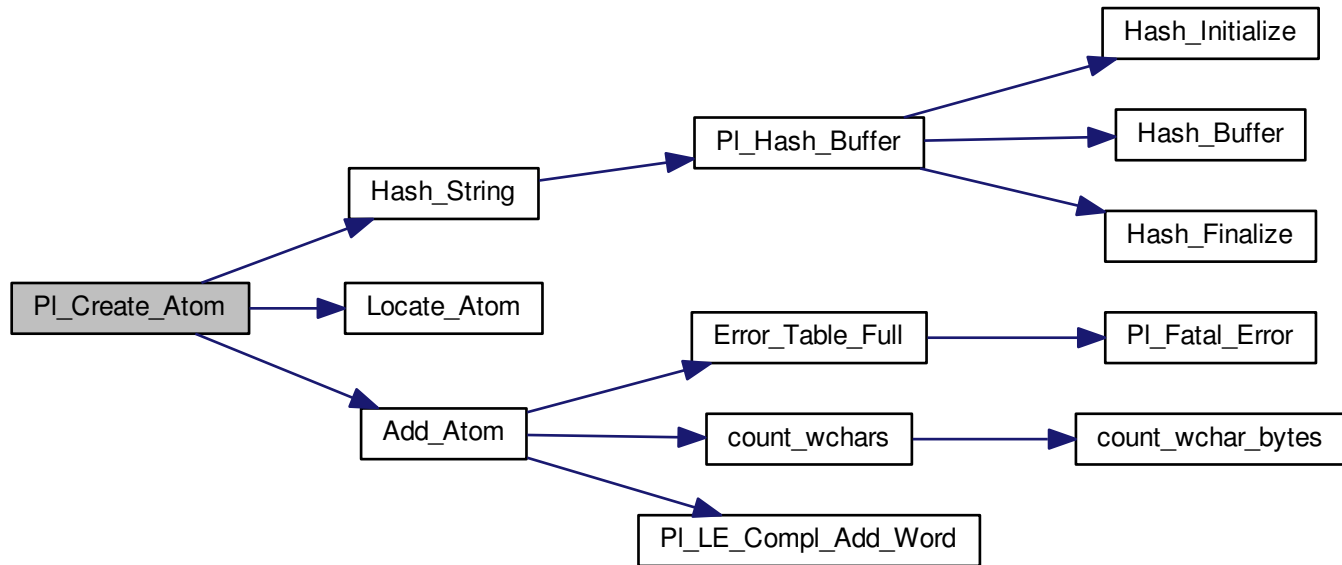 Hash_Initialize
Pl_Hash_Buffer
Hash_Buffer
Hash_String
Hash_Finalize
Pl_Create_Atom
Locate_Atom
Error_Table_Full
Pl_Fatal_Error
Add_Atom
count_wchars
count_wchar_bytes
Pl_LE_Compl_Add_Word